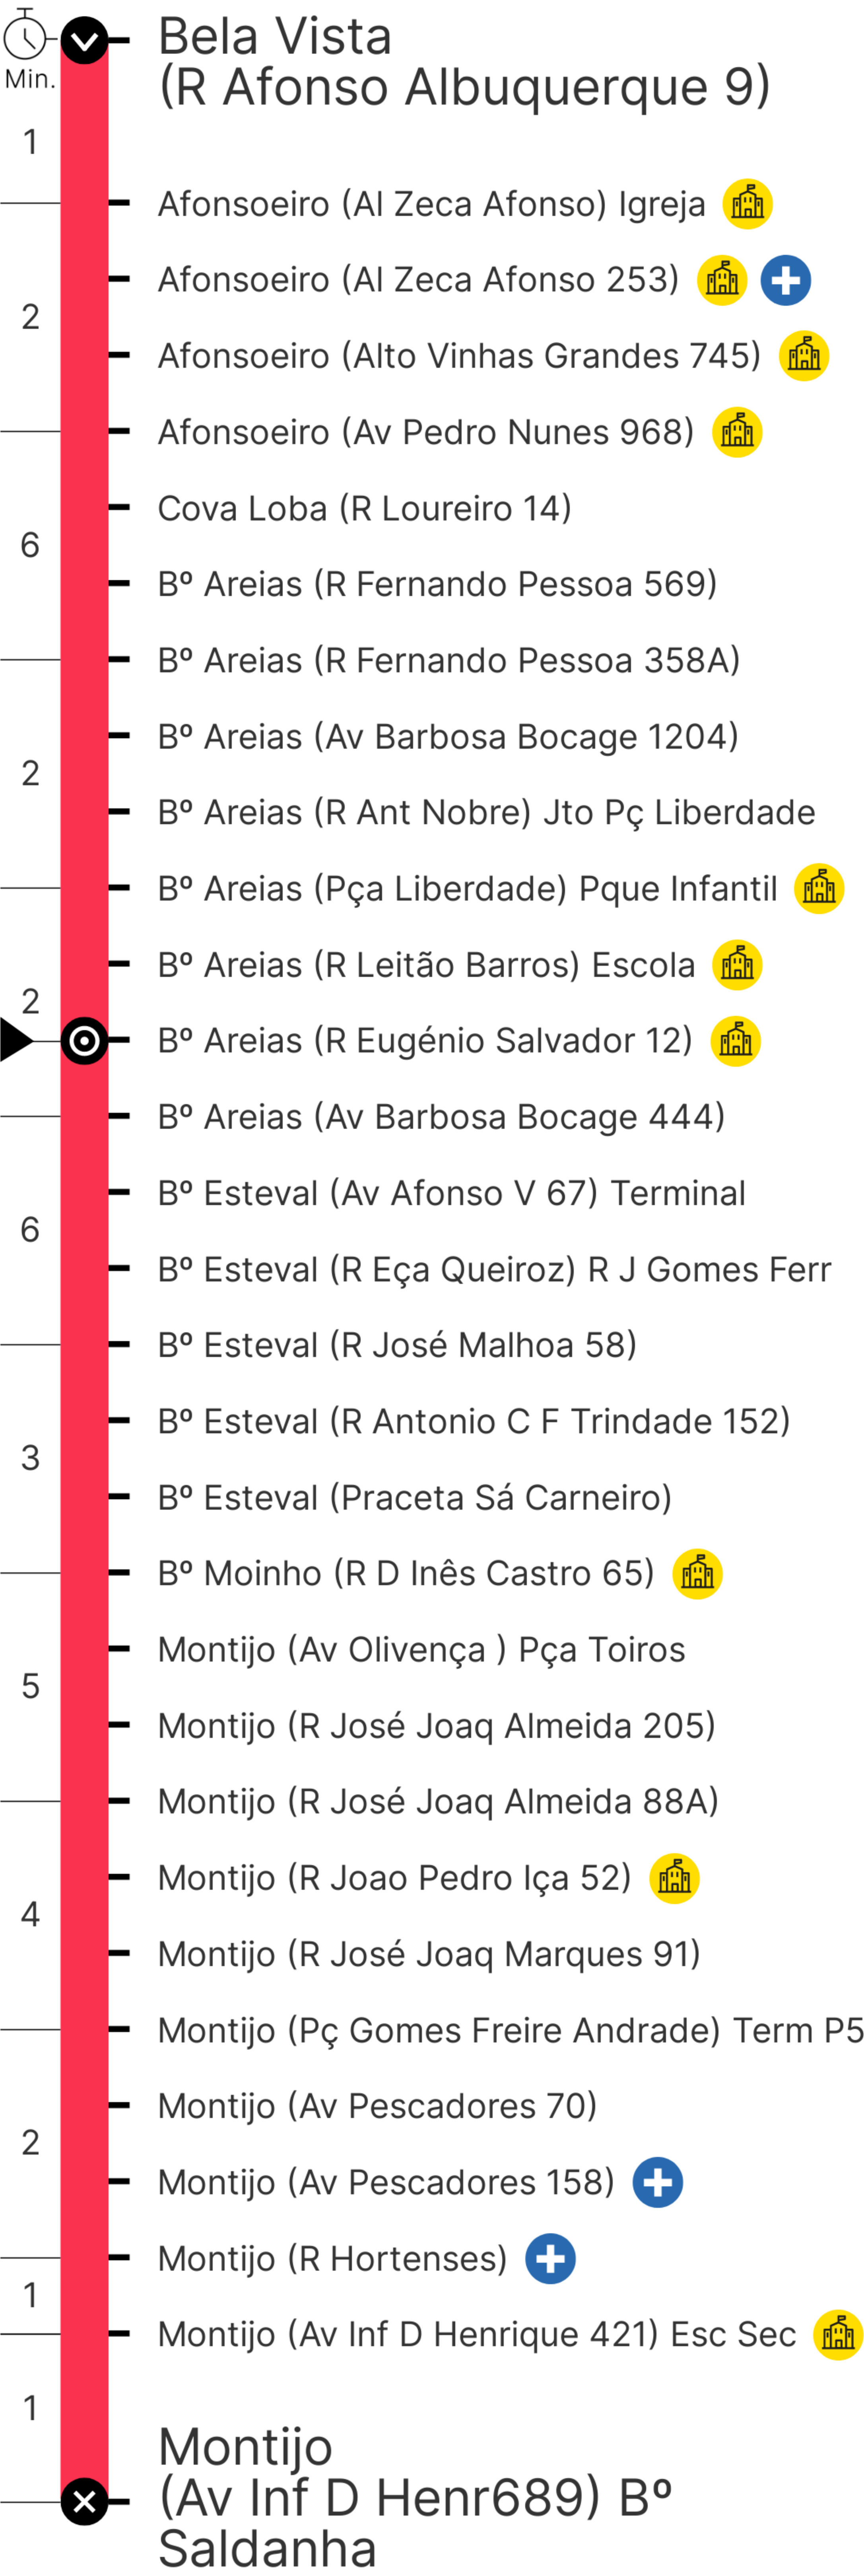 Min.
Bela Vista
(R Afonso Albuquerque 9)
1
Afonsoeiro (Al Zeca Afonso) Igreja
Afonsoeiro (Al Zeca Afonso 253)
2
Afonsoeiro (Alto Vinhas Grandes 745)
Afonsoeiro (Av Pedro Nunes 968)
Cova Loba (R Loureiro 14)
6
Bº Areias (R Fernando Pessoa 569)
Bº Areias (R Fernando Pessoa 358A)
Bº Areias (Av Barbosa Bocage 1204)
2
Bº Areias (R Ant Nobre) Jto Pç Liberdade
Bº Areias (Pça Liberdade) Pque Infantil
Bº Areias (R Leitão Barros) Escola
2
Bº Areias (R Eugénio Salvador 12)
Bº Areias (Av Barbosa Bocage 444)
Bº Esteval (Av Afonso V 67) Terminal
6
Bº Esteval (R Eça Queiroz) R J Gomes Ferr
Bº Esteval (R José Malhoa 58)
Bº Esteval (R Antonio C F Trindade 152)
3
Bº Esteval (Praceta Sá Carneiro)
Bº Moinho (R D Inês Castro 65)
Montijo (Av Olivença ) Pça Toiros
5
Montijo (R José Joaq Almeida 205)
Montijo (R José Joaq Almeida 88A)
Montijo (R Joao Pedro Iça 52)
4
Montijo (R José Joaq Marques 91)
Montijo (Pç Gomes Freire Andrade) Term P5
Montijo (Av Pescadores 70)
2
Montijo (Av Pescadores 158)
Montijo (R Hortenses)
1
Montijo (Av Inf D Henrique 421) Esc Sec
1
Montijo
(Av Inf D Henr689) Bº
Saldanha